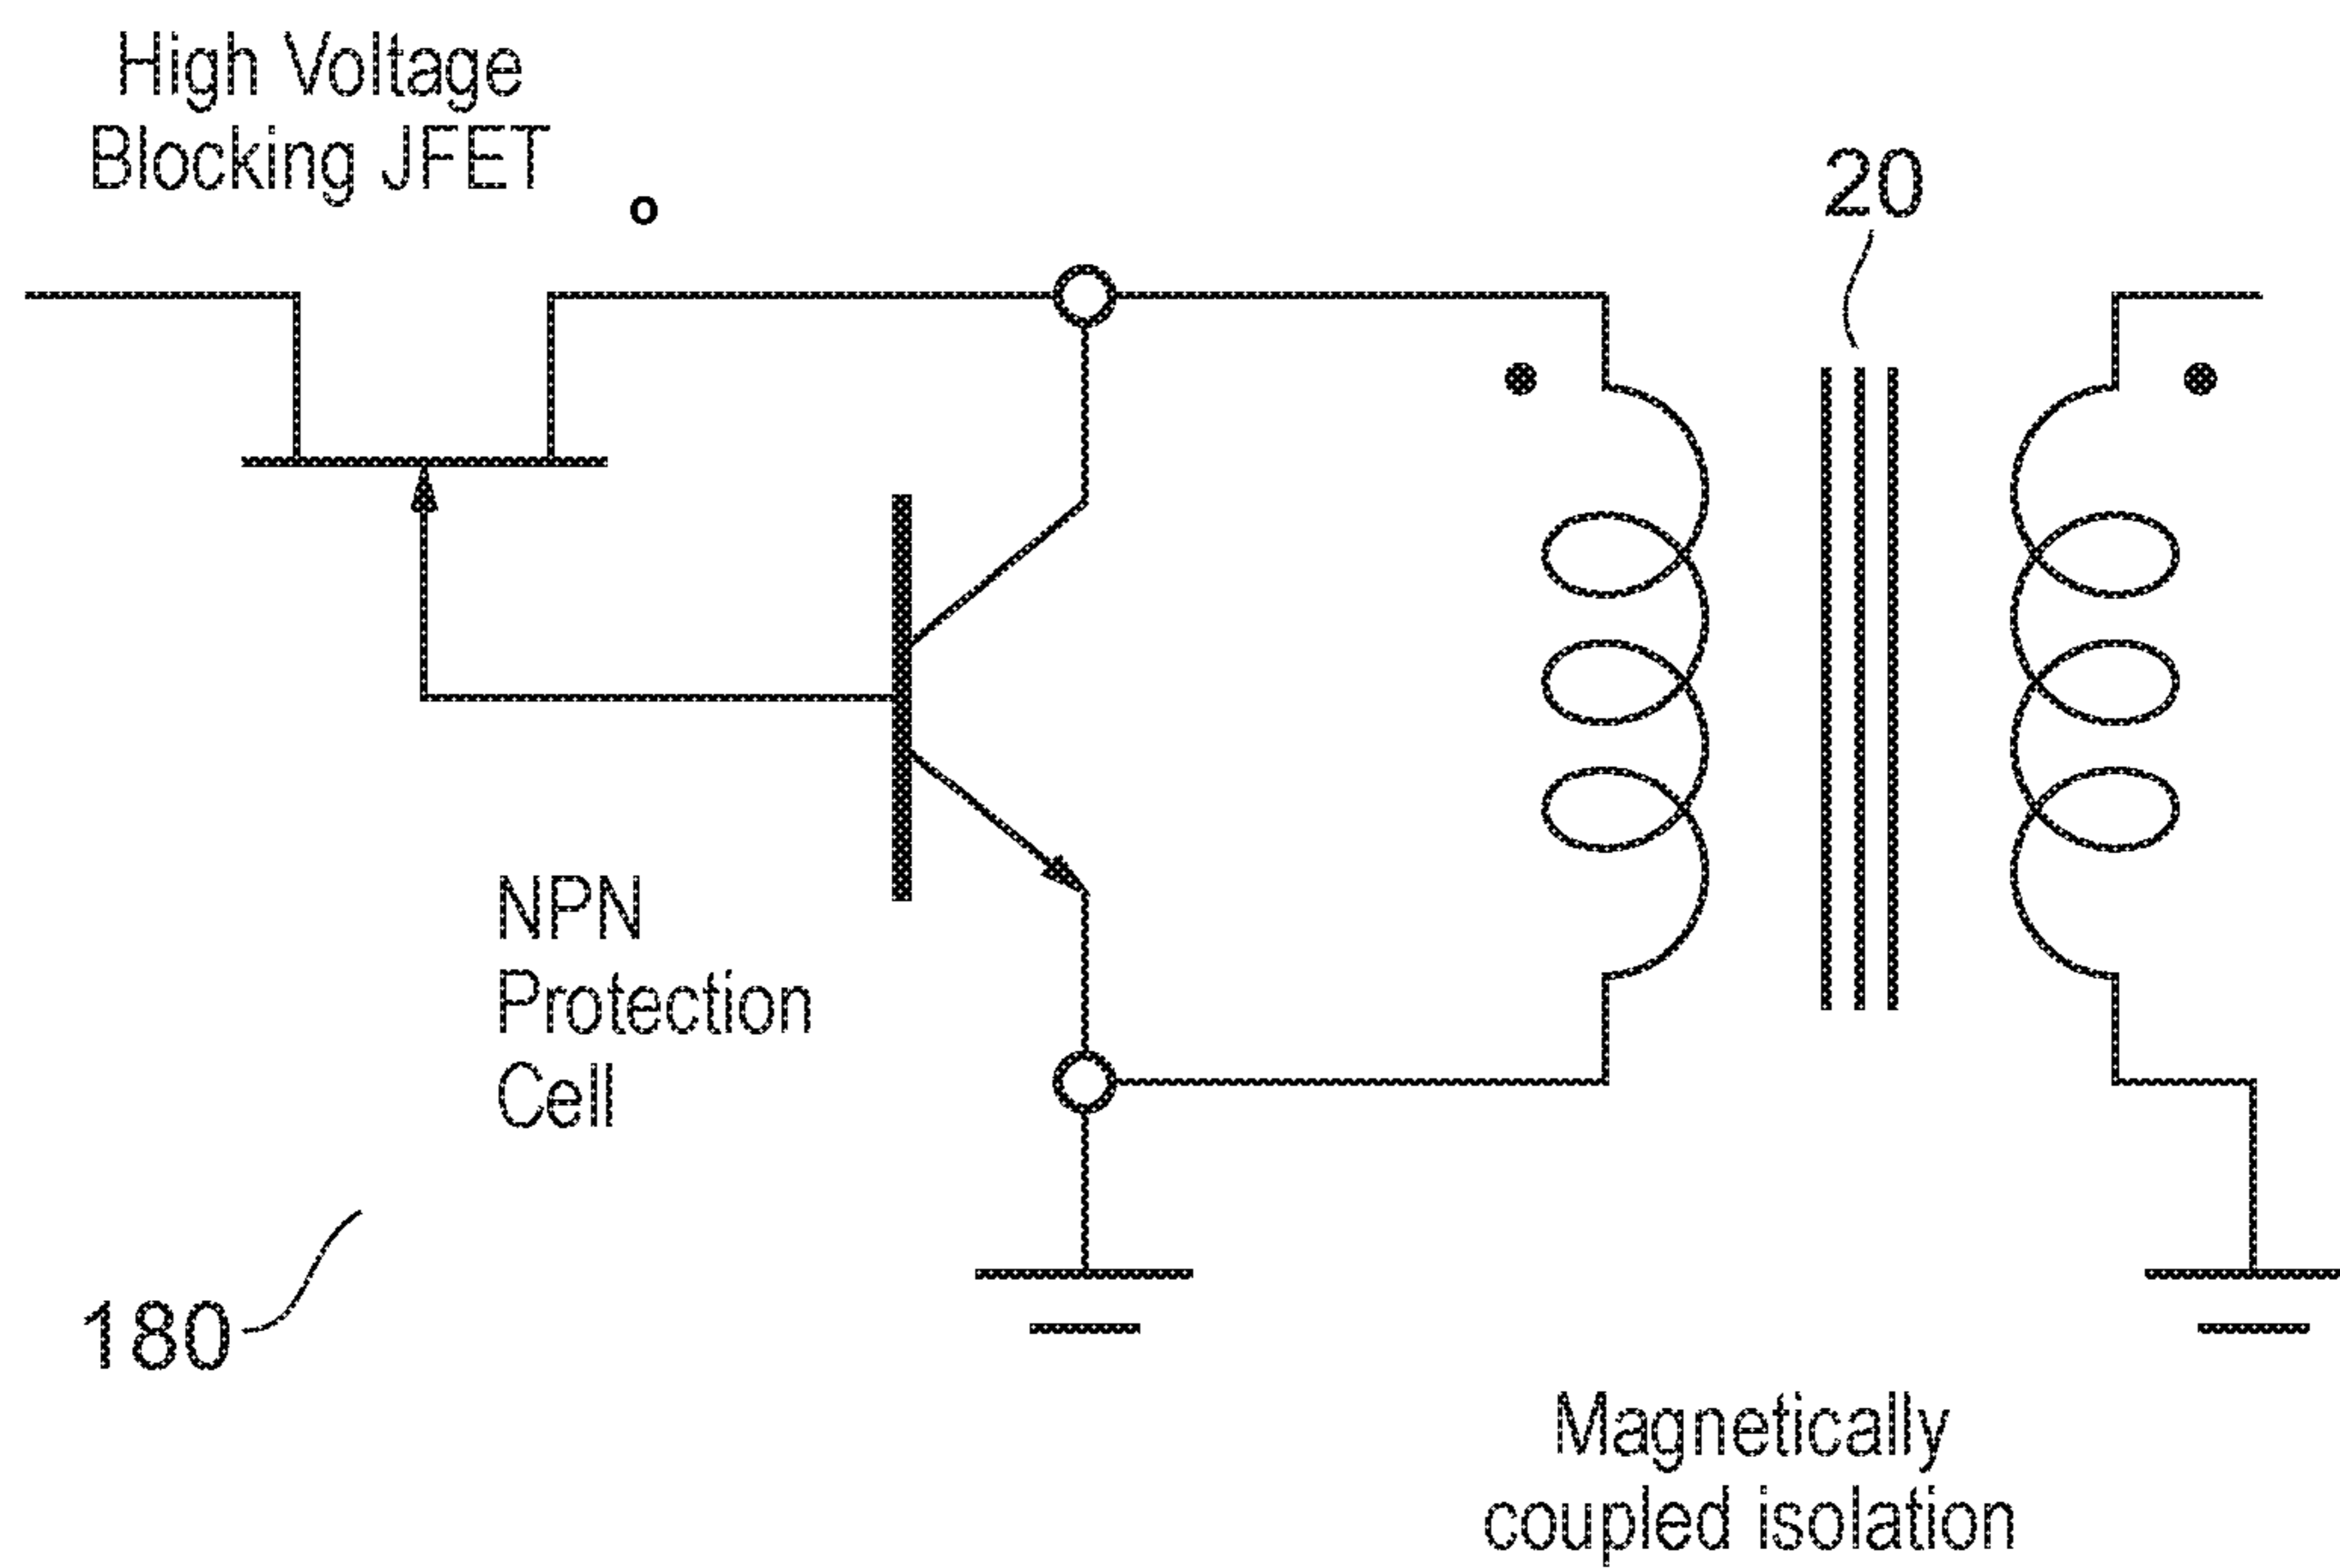 High Voltage
Blocking JFET
20
NPN
Protection
Cell
180
Magnetically
coupled isolation